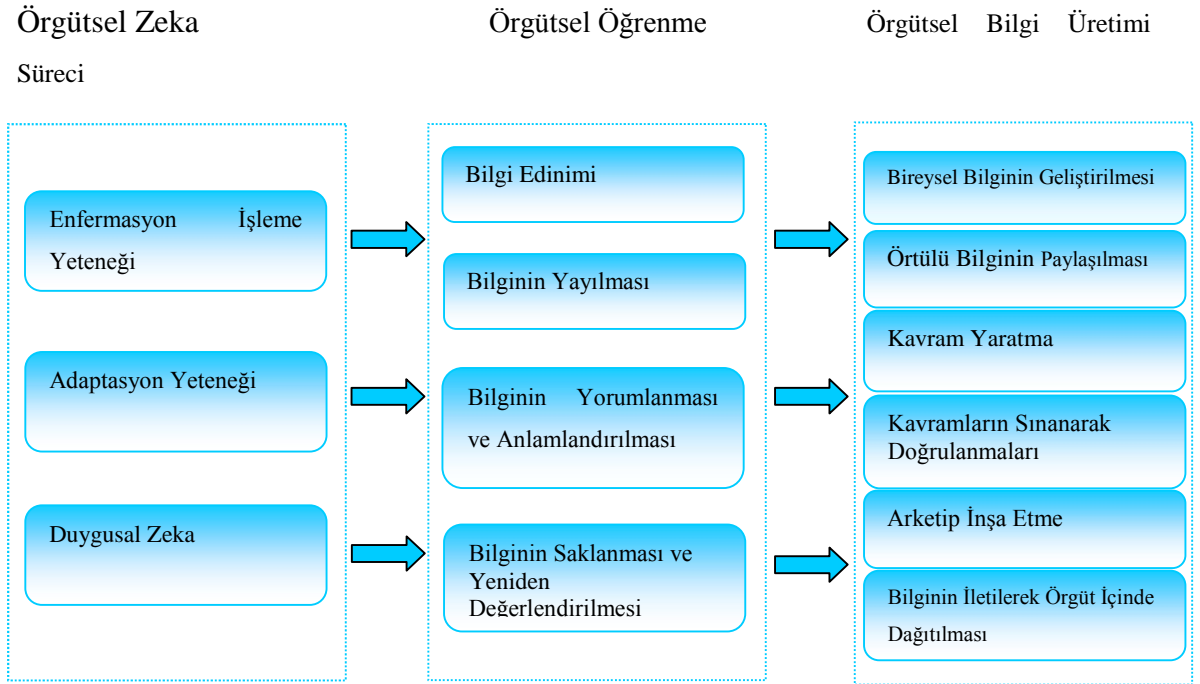 Örgütsel Zeka
Örgütsel Öğrenme
Örgütsel Bilgi Üretimi
Süreci
Enfermasyon İşleme
Yeteneği
Adaptasyon Yeteneği
Duygusal Zeka
Bilgi Edinimi
Bilginin Yayılması
Bilginin Yorumlanması
ve Anlamlandırılması
Bilginin Saklanması ve
Yeniden
Değerlendirilmesi
Bireysel Bilginin Geliştirilmesi
Örtülü Bilginin Paylaşılması
Kavram Yaratma
Kavramların Sınanarak
Doğrulanmaları
Arketip İnşa Etme
Bilginin İletilerek Örgüt İçinde
Dağıtılması